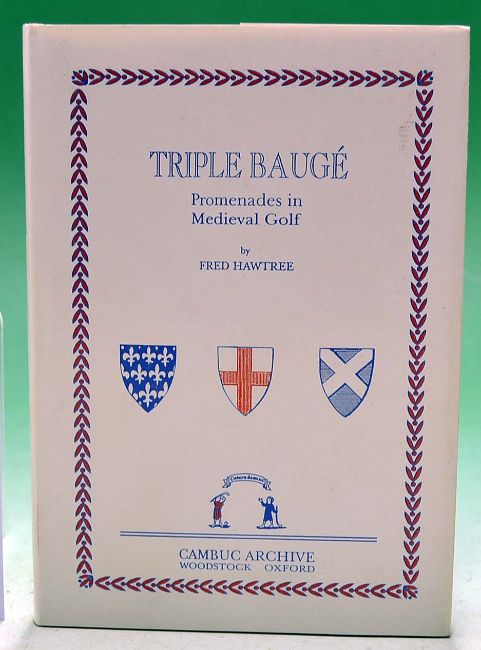 TRIPLE BAUGÉ
Promenades in
Medieval Golf
by
FRED HAWTREE
CAMBUC ARCHIVE
WOODSTOCK OXFORD